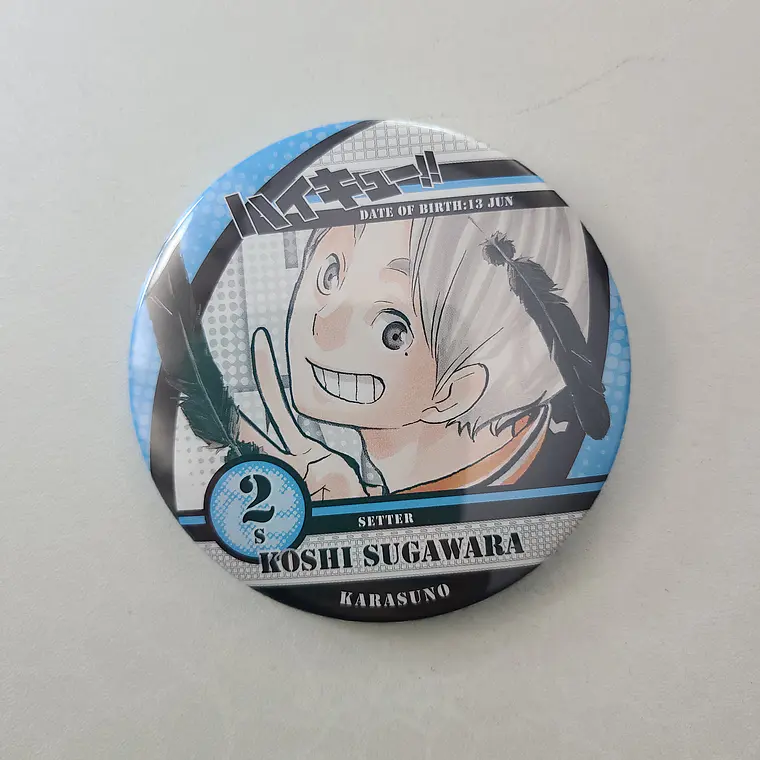 ハイキュー!!
DATE OF BIRTH:13 JUN
2
S
SETTER
KOSHI SUGAWARA
KARASUNO